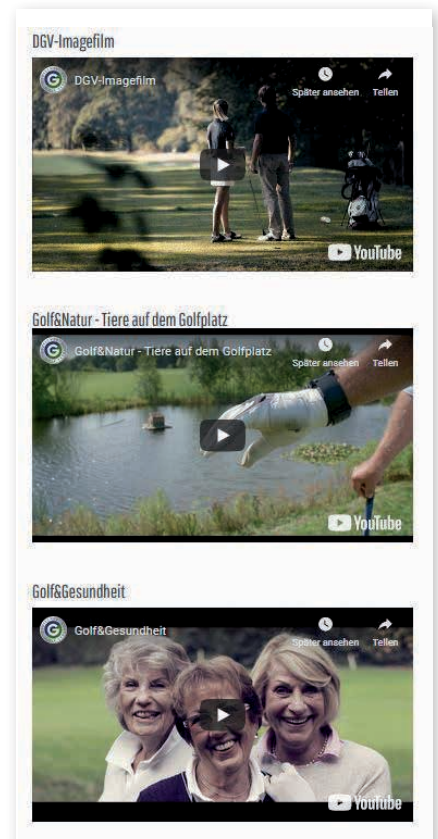 DGV-Imagefilm
DGV-Imagefilm
Später ansehen Teilen
YouTube
Golf&Natur - Tiere auf dem Golfplatz
Golf&Natur - Tiere auf dem Golfplatz
Später ansehen Teilen
YouTube
Golf&Gesundheit
Golf&Gesundheit
Später ansehen Teilen
YouTube